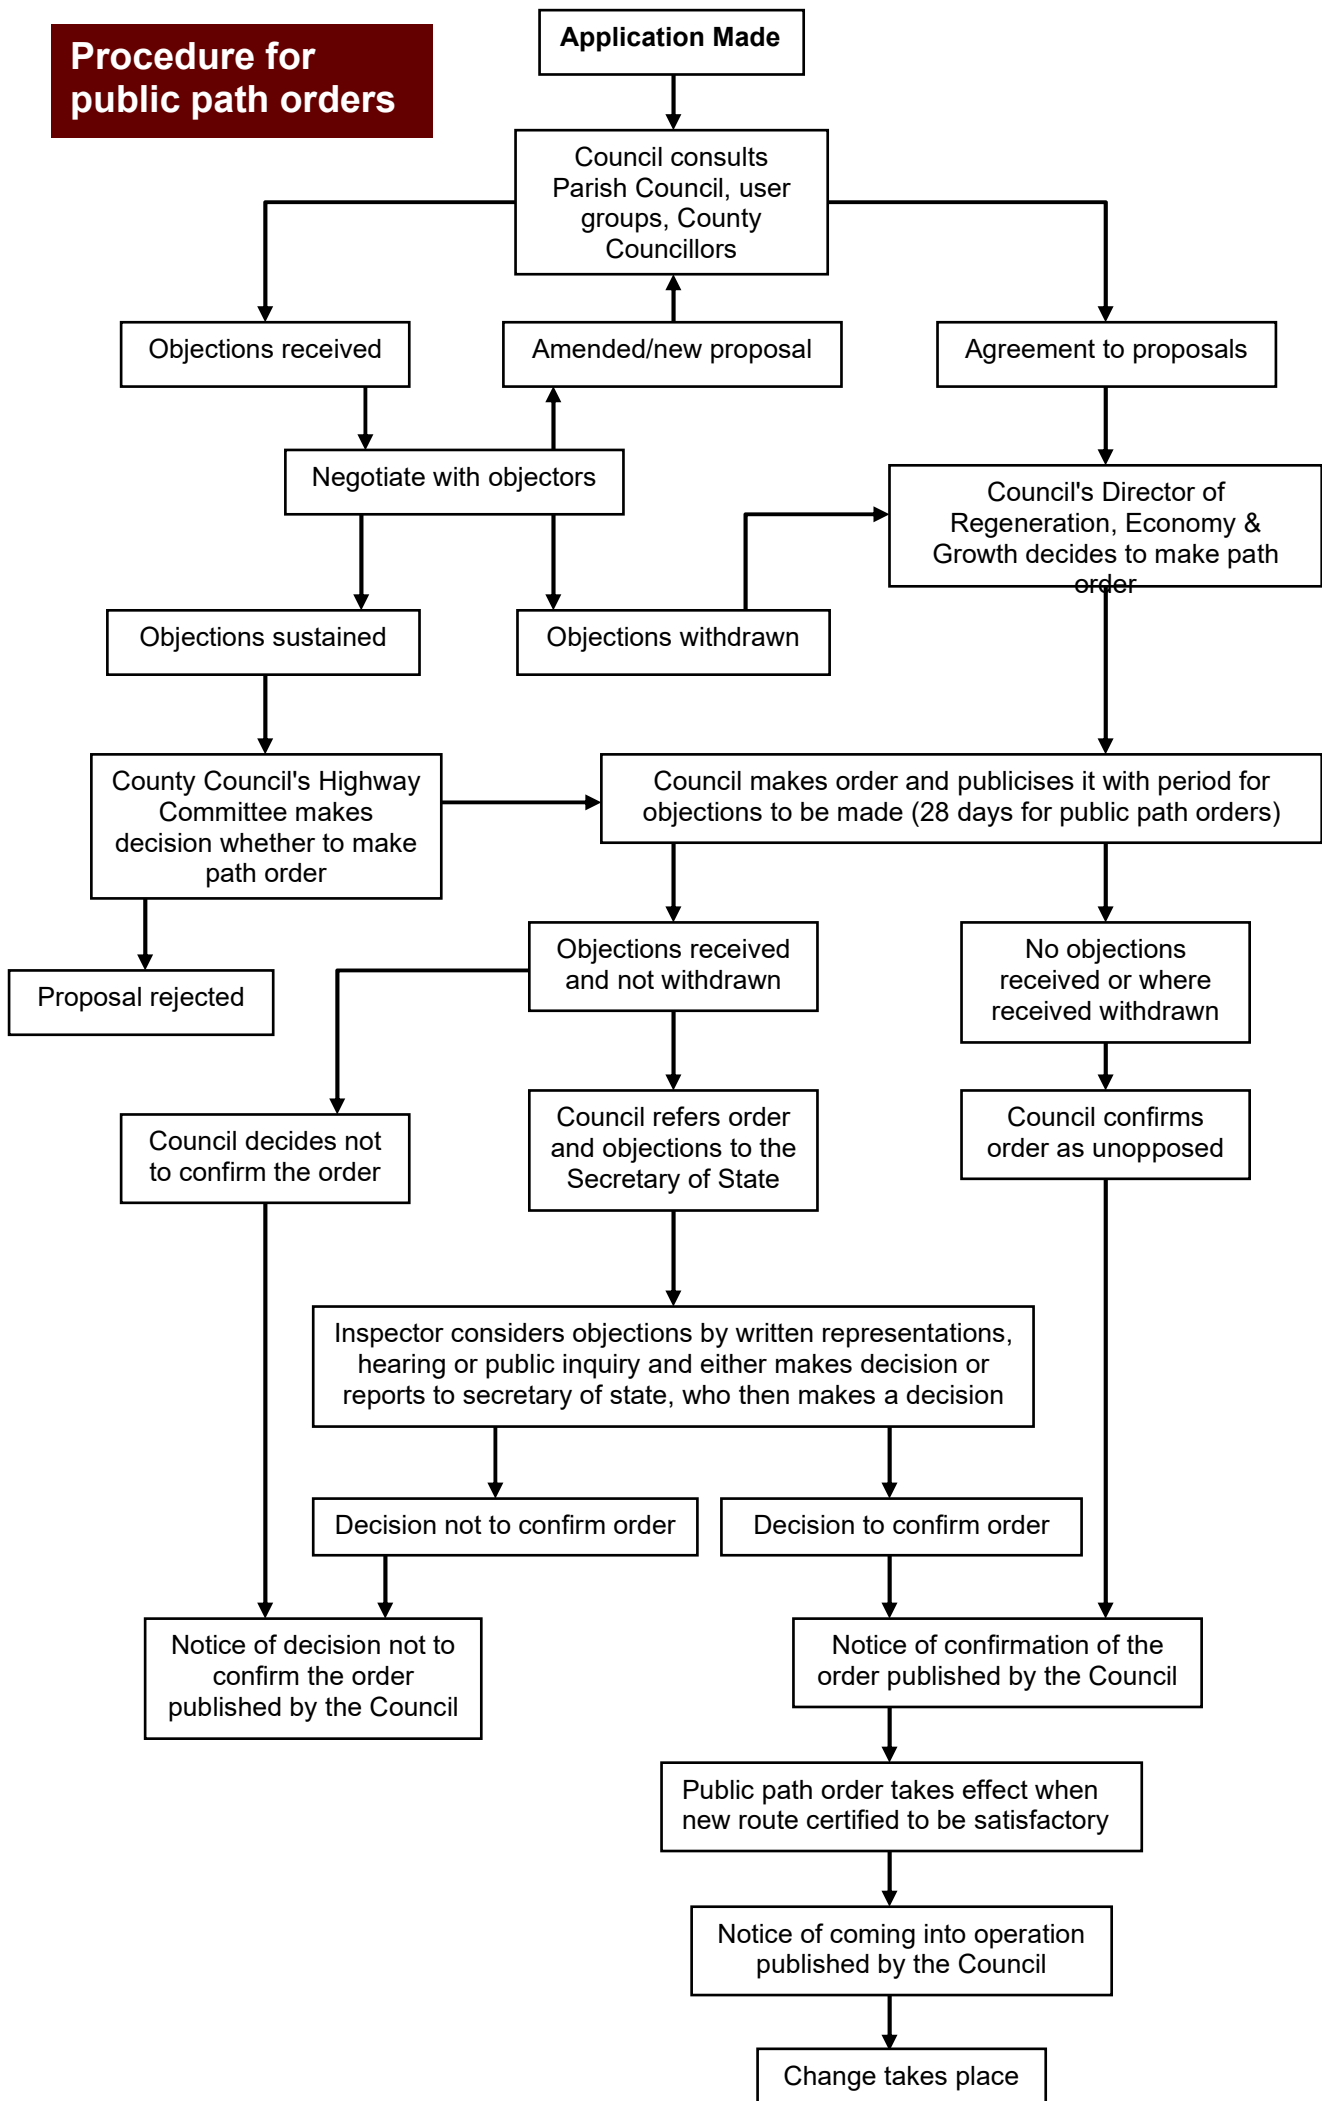 Procedure for
public path orders
Application Made
Council consults
Parish Council, user
groups, County
Councillors
Objections received
Amended/new proposal
Agreement to proposals
Negotiate with objectors
Council's Director of
Regeneration, Economy &
Growth decides to make path
order
Objections sustained
Objections withdrawn
County Council's Highway
Committee makes
decision whether to make
path order
Council makes order and publicises it with period for
objections to be made (28 days for public path orders)
Proposal rejected
Objections received
and not withdrawn
No objections
received or where
received withdrawn
Council decides not
to confirm the order
Council refers order
and objections to the
Secretary of State
Council confirms
order as unopposed
Inspector considers objections by written representations,
hearing or public inquiry and either makes decision or
reports to secretary of state, who then makes a decision
Decision not to confirm order
Decision to confirm order
Notice of decision not to
confirm the order
published by the Council
Notice of confirmation of the
order published by the Council
Public path order takes effect when
new route certified to be satisfactory
Notice of coming into operation
published by the Council
Change takes place